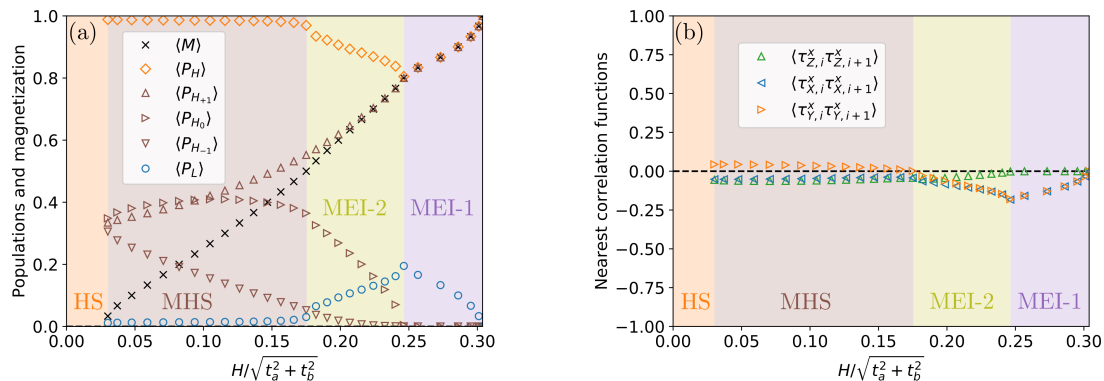 (a)
Populations and magnetization
1.0
0.8
0.6
0.4
0.2
0.0
⟨M⟩
⟨P_H⟩
⟨P_{H_{+1}}⟩
⟨P_{H_0}⟩
⟨P_{H_{−1}}⟩
⟨P_L⟩
HS
MHS
MEI-2
MEI-1
0.00 0.05 0.10 0.15 0.20 0.25 0.30
H/√(t_a^2 + t_b^2)
(b)
Nearest correlation functions
1.00
0.75
0.50
0.25
0.00
−0.25
−0.50
−0.75
−1.00
⟨τ^x_{Z,i} τ^x_{Z,i+1}⟩
⟨τ^x_{X,i} τ^x_{X,i+1}⟩
⟨τ^x_{Y,i} τ^x_{Y,i+1}⟩
HS
MHS
MEI-2
MEI-1
0.00 0.05 0.10 0.15 0.20 0.25 0.30
H/√(t_a^2 + t_b^2)